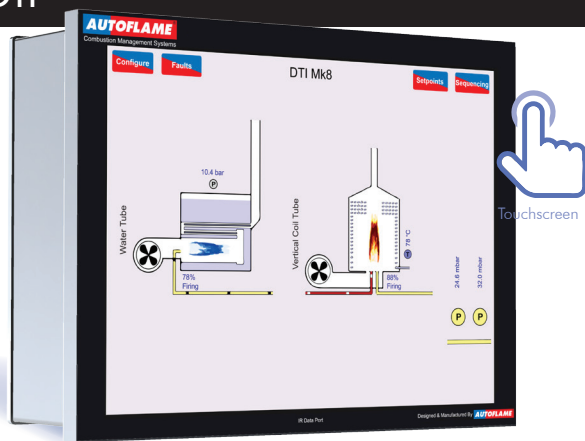 AUTOFLAME
Combustion Management Systems
Configure
Faults
DTI Mk8
Setpoints
Sequencing
10.4 bar
P
Water Tube
78%
Firing
Vertical Coil Tube
T
78 °C
88%
Firing
24.6 mbar
32.0 mbar
P
P
Touchscreen
IR Data Port
Designed & Manufactured By AUTOFLAME